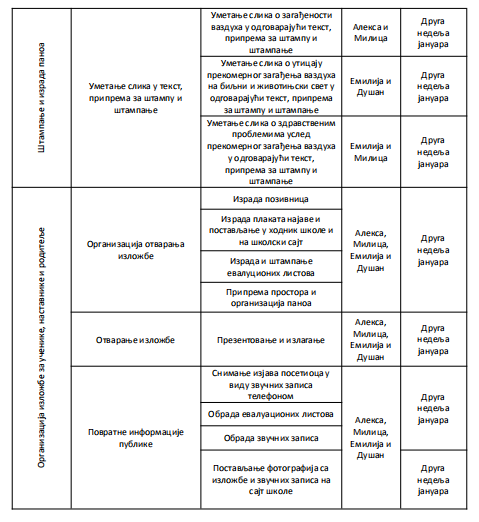 Штампање и израда паноа
Уметање слика у текст,
припрема за штампу и
штампање
Уметање слика о загађености
ваздуха у одговарајући текст,
припрема за штампу и
штампање
Алекса и
Милица
Друга
недеља
јануара
Уметање слика о утицају
прекомерног загађења ваздуха
на биљни и животињски свет у
одговарајући текст, припрема
за штампу и штампање
Емилија и
Душан
Друга
недеља
јануара
Уметање слика о здравственим
проблемима услед
прекомерног загађења ваздуха
у одговарајући текст,
припрема за штампу и
штампање
Емилија и
Милица
Друга
недеља
јануара
Организација изложбе за ученике, наставнике и родитеље
Организација отварања
изложбе
Израда позивница
Израда плаката најаве и
постављање у ходник школе и
на школски сајт
Израда и штампање
евалуционих листова
Припрема простора и
организација паноа
Алекса,
Милица,
Емилија и
Душан
Друга
недеља
јануара
Отварање изложбе
Презентовање и излагање
Алекса,
Милица,
Емилија и
Душан
Друга
недеља
јануара
Повратне информације
публике
Снимање изјава посетиоца у
виду звучних записа
телефоном
Обрада евалуационих листова
Обрада звучних записа
Постављање фотографија са
изложбе и звучних записа на
сајт школе
Алекса,
Милица,
Емилија и
Душан
Друга
недеља
јануара
Друга
недеља
јануара